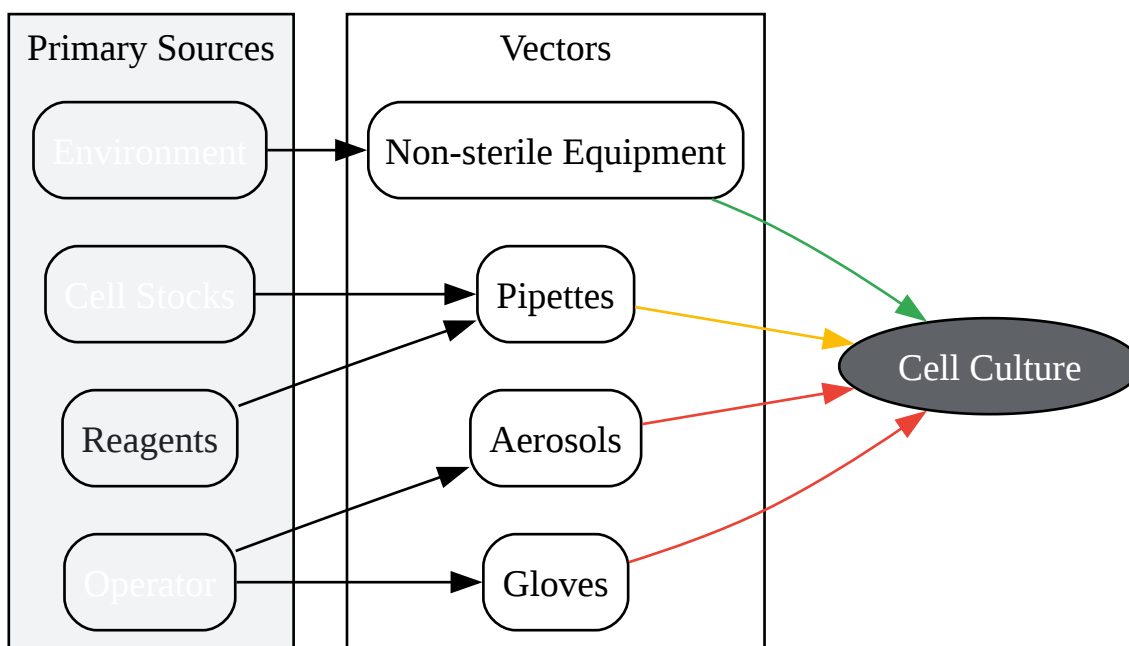 Primary Sources
Vectors
Environment
Non-sterile Equipment
Cell Stocks
Pipettes
Cell Culture
Reagents
Aerosols
Operator
Gloves